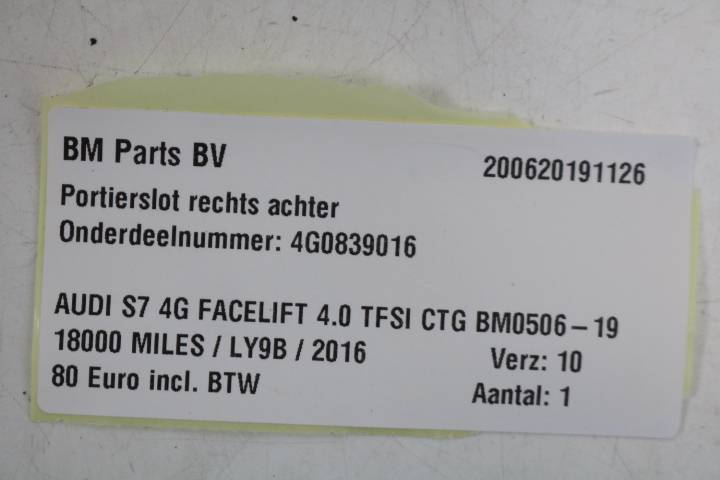 BM Parts BV 200620191126
Portierslot rechts achter
Onderdeelnummer: 4G0839016
AUDI S7 4G FACELIFT 4.0 TFSI CTG BM0506-19
18000 MILES / LY9B / 2016 Verz: 10
80 Euro incl. BTW Aantal: 1